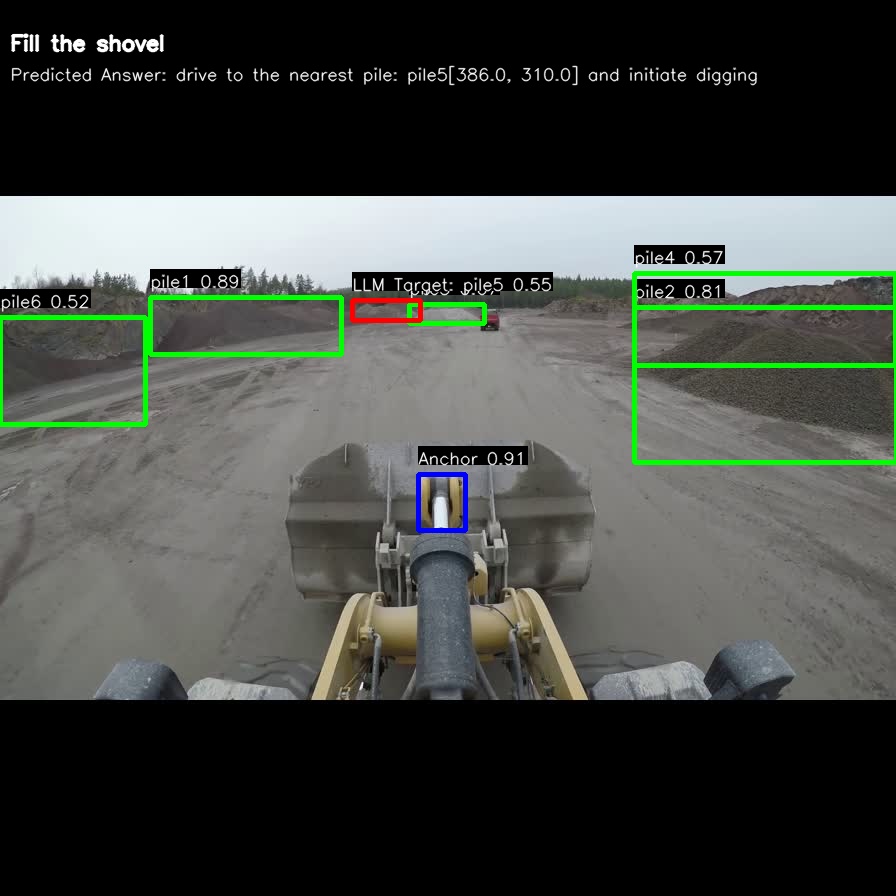 Fill the shovel
Predicted Answer: drive to the nearest pile: pile5[386.0, 310.0] and initiate digging
pile4 0.57
pile1 0.89
LLM Target: pile5 0.55
pile2 0.81
pile6 0.52
Anchor 0.91